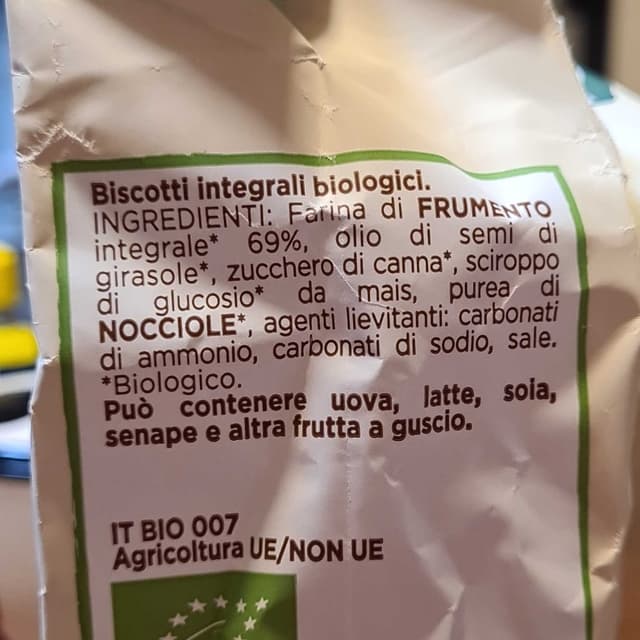 Biscotti integrali biologici.
INGREDIENTI: Farina di FRUMENTO
integrale* 69%, olio di semi di
girasole*, zucchero di canna*, sciroppo
di glucosio* da mais, purea di
NOCCIOLE*, agenti lievitanti: carbonati
di ammonio, carbonati di sodio, sale.
*Biologico.
Può contenere uova, latte, soia,
senape e altra frutta a guscio.
IT BIO 007
Agricoltura UE/NON UE